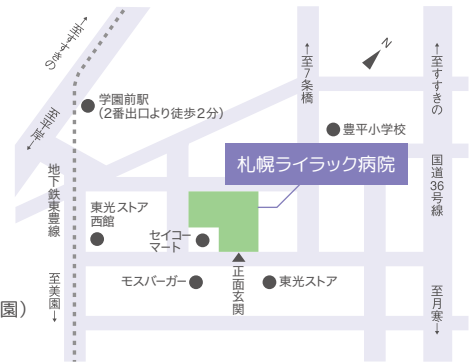 ←至すすきの
至平岸→
学園前駅
(2番出口より徒歩2分)
←至7条橋
N
←至すすきの
豊平小学校
札幌ライラック病院
国道36号線
地下鉄東豊線
東光ストア
西館
セイコー
マート
モスバーガー
正面玄関
東光ストア
至美園→
至月寒→
園)